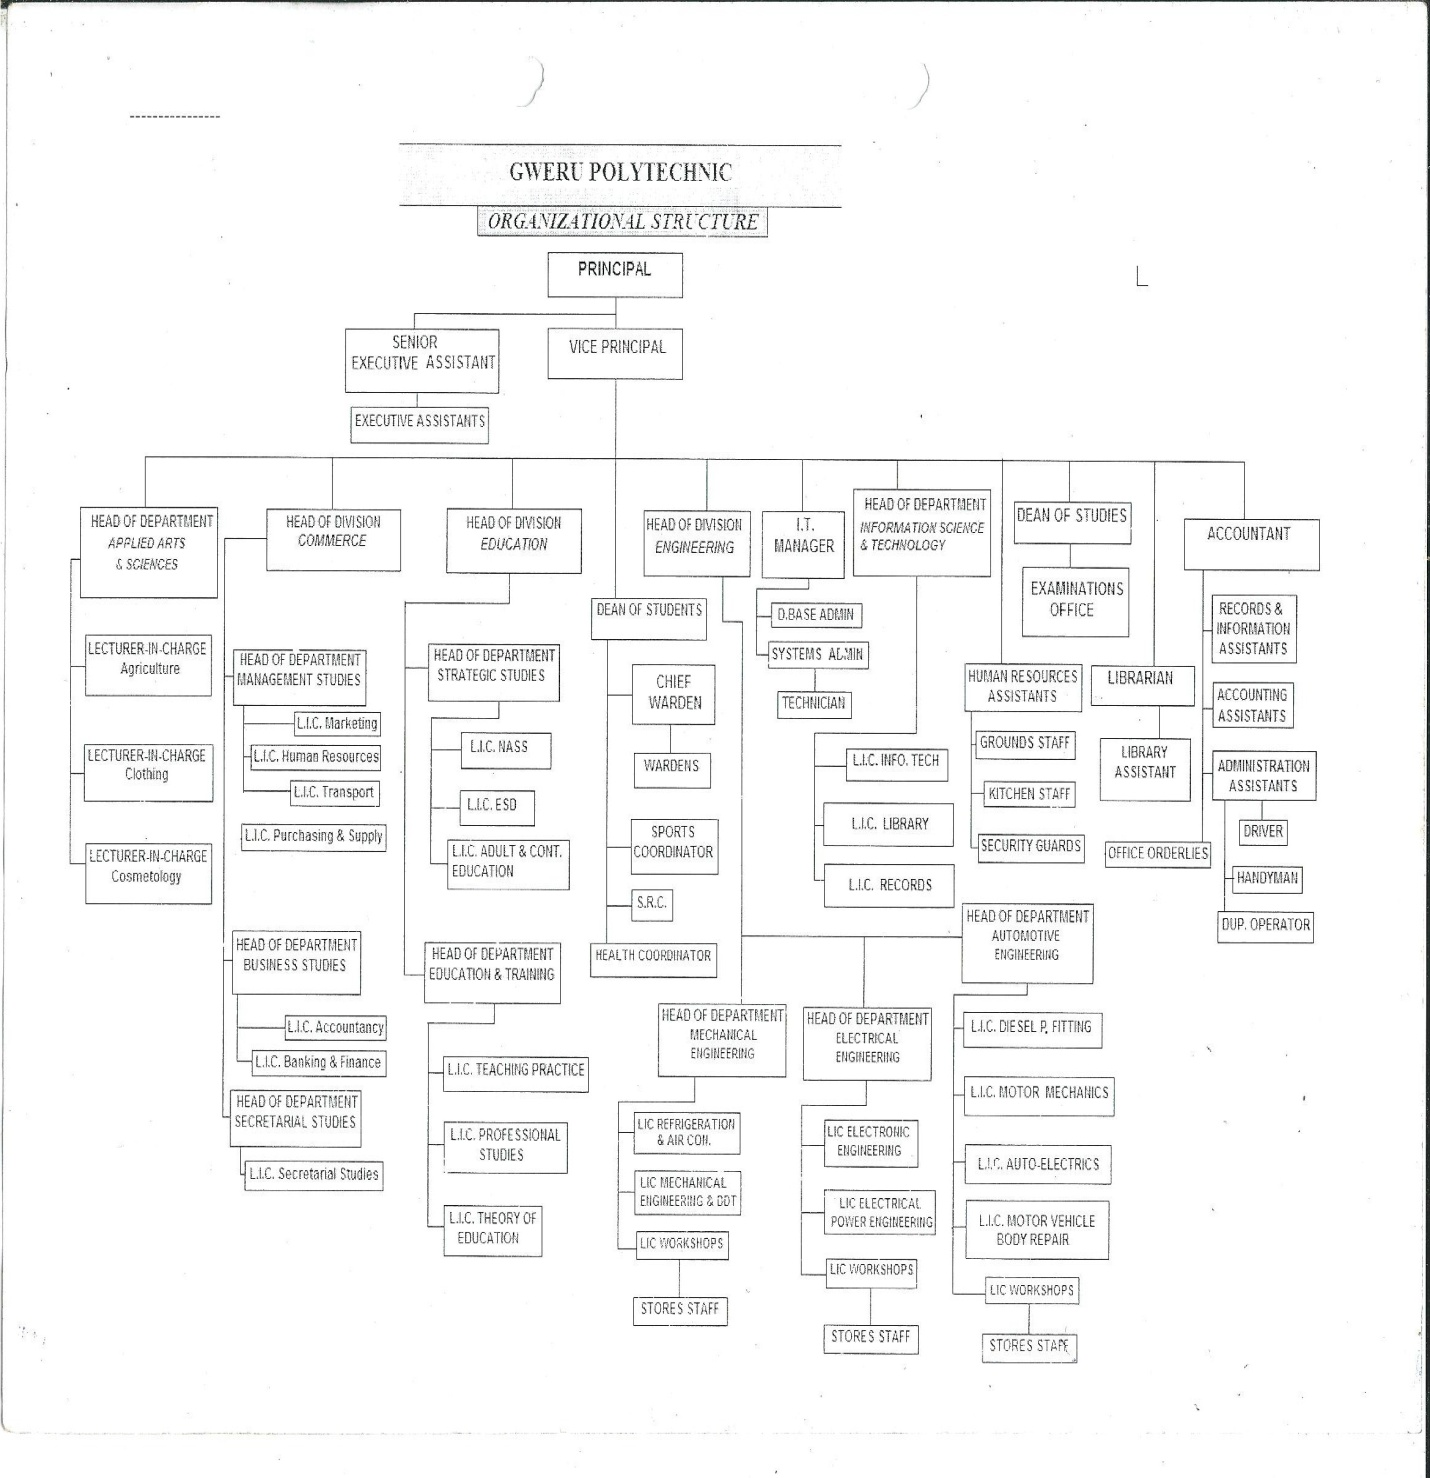 GWERU POLYTECHNIC
ORGANIZATIONAL STRUCTURE
PRINCIPAL
SENIOR
EXECUTIVE ASSISTANT
VICE PRINCIPAL
EXECUTIVE ASSISTANTS
HEAD OF DEPARTMENT
APPLIED ARTS
& SCIENCES
LECTURER-IN-CHARGE
Agriculture
LECTURER-IN-CHARGE
Clothing
LECTURER-IN-CHARGE
Cosmetology
HEAD OF DIVISION
COMMERCE
HEAD OF DEPARTMENT
MANAGEMENT STUDIES
L.I.C. Marketing
L.I.C. Human Resources
L.I.C. Transport
L.I.C. Purchasing & Supply
HEAD OF DEPARTMENT
BUSINESS STUDIES
L.I.C. Accountancy
L.I.C. Banking & Finance
HEAD OF DEPARTMENT
SECRETARIAL STUDIES
L.I.C. Secretarial Studies
HEAD OF DIVISION
EDUCATION
HEAD OF DEPARTMENT
STRATEGIC STUDIES
L.I.C. NASS
L.I.C. ESD
L.I.C. ADULT & CONT.
EDUCATION
HEAD OF DEPARTMENT
EDUCATION & TRAINING
L.I.C. TEACHING PRACTICE
L.I.C. PROFESSIONAL
STUDIES
L.I.C. THEORY OF
EDUCATION
DEAN OF STUDENTS
CHIEF
WARDEN
WARDENS
SPORTS
COORDINATOR
S.R.C.
HEALTH COORDINATOR
HEAD OF DIVISION
ENGINEERING
HEAD OF DEPARTMENT
MECHANICAL
ENGINEERING
LIC REFRIGERATION
& AIR CON.
LIC MECHANICAL
ENGINEERING & DDT
LIC WORKSHOPS
STORES STAFF
HEAD OF DEPARTMENT
ELECTRICAL
ENGINEERING
LIC ELECTRONIC
ENGINEERING
LIC ELECTRICAL
POWER ENGINEERING
LIC WORKSHOPS
STORES STAFF
HEAD OF DEPARTMENT
AUTOMOTIVE
ENGINEERING
L.I.C. DIESEL P. FITTING
L.I.C. MOTOR MECHANICS
L.I.C. AUTO-ELECTRICS
L.I.C. MOTOR VEHICLE
BODY REPAIR
LIC WORKSHOPS
STORES STAFF
I.T.
MANAGER
D.BASE ADMIN
SYSTEMS ADMIN
TECHNICIAN
HEAD OF DEPARTMENT
INFORMATION SCIENCE
& TECHNOLOGY
L.I.C. INFO. TECH
L.I.C. LIBRARY
L.I.C. RECORDS
HUMAN RESOURCES
ASSISTANTS
GROUNDS STAFF
KITCHEN STAFF
SECURITY GUARDS
DEAN OF STUDIES
EXAMINATIONS
OFFICE
LIBRARIAN
LIBRARY
ASSISTANT
ACCOUNTANT
RECORDS &
INFORMATION
ASSISTANTS
ACCOUNTING
ASSISTANTS
ADMINISTRATION
ASSISTANTS
DRIVER
OFFICE ORDERLIES
HANDYMAN
DUP. OPERATOR